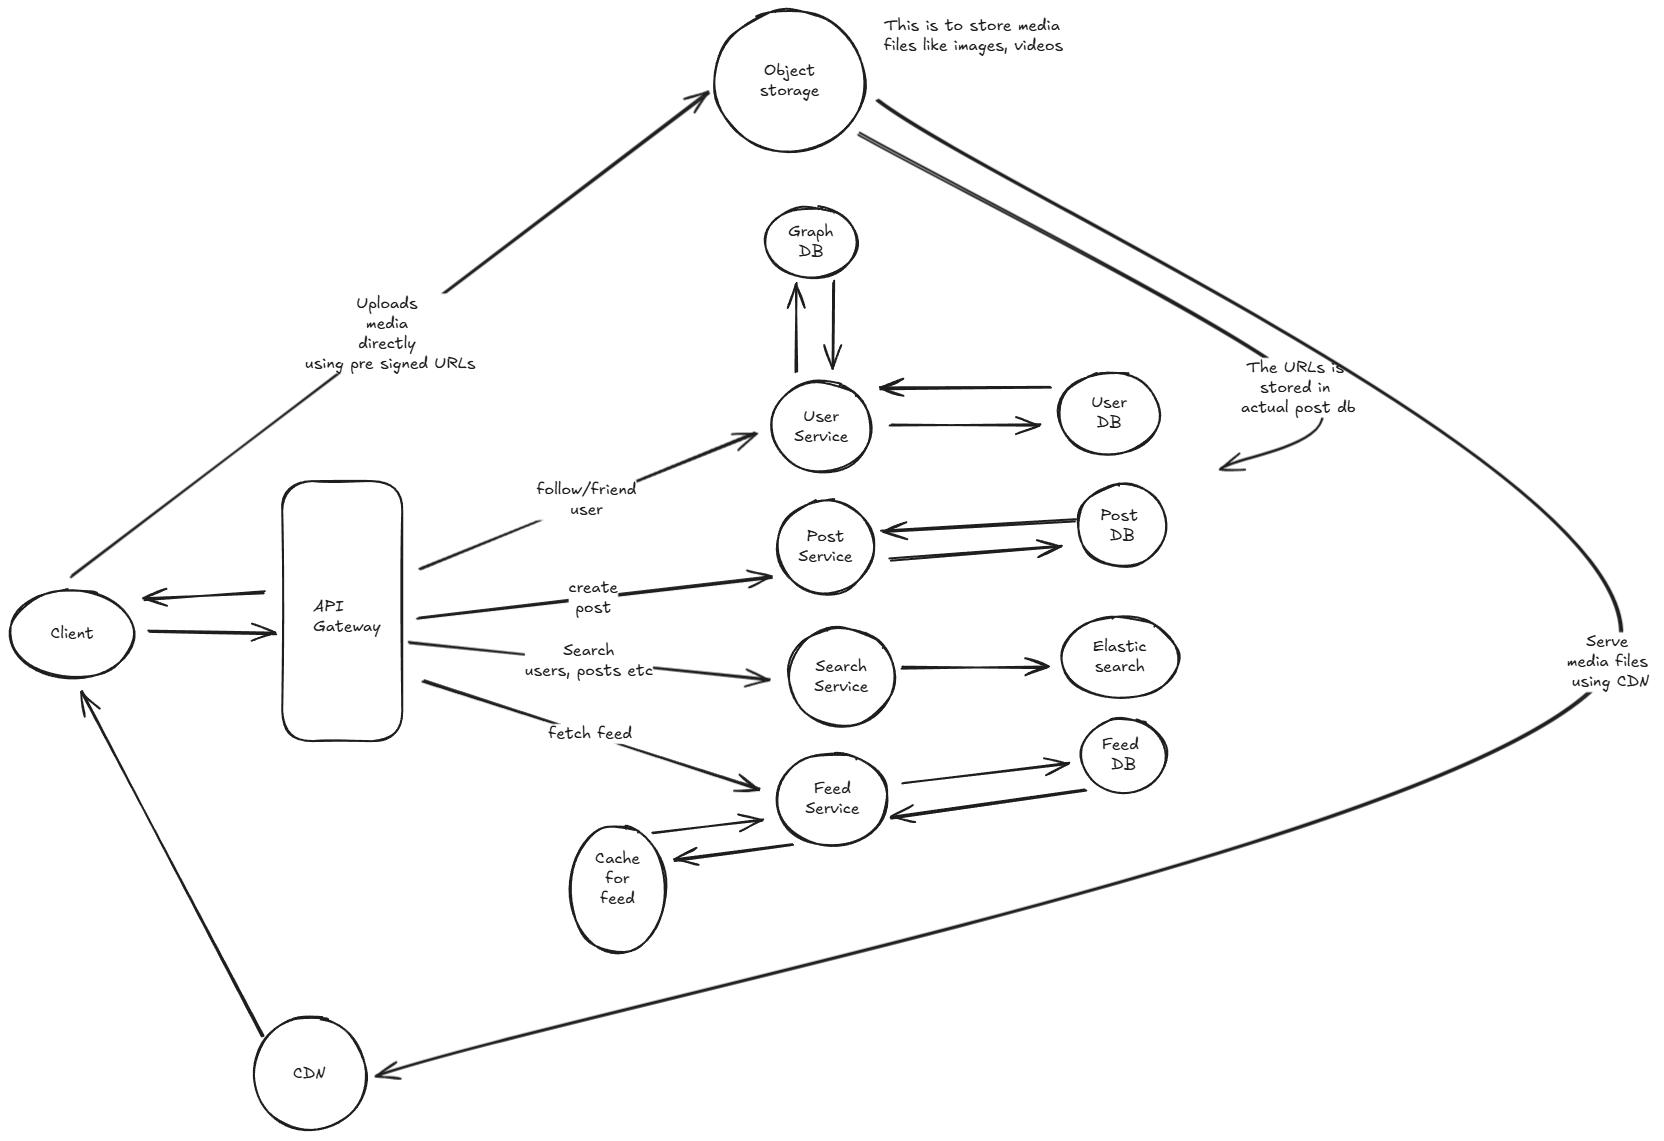 This is to store media
files like images, videos
Object
storage
Graph
DB
Uploads
media
directly
using pre signed URLs
The URLs is
stored in
actual post db
User
Service
User
DB
follow/friend
user
Post
Service
Post
DB
create
post
API
Gateway
Client
Search
users, posts etc
Search
Service
Elastic
search
Serve
media files
using CDN
fetch feed
Feed
Service
Feed
DB
Cache
for
feed
CDN